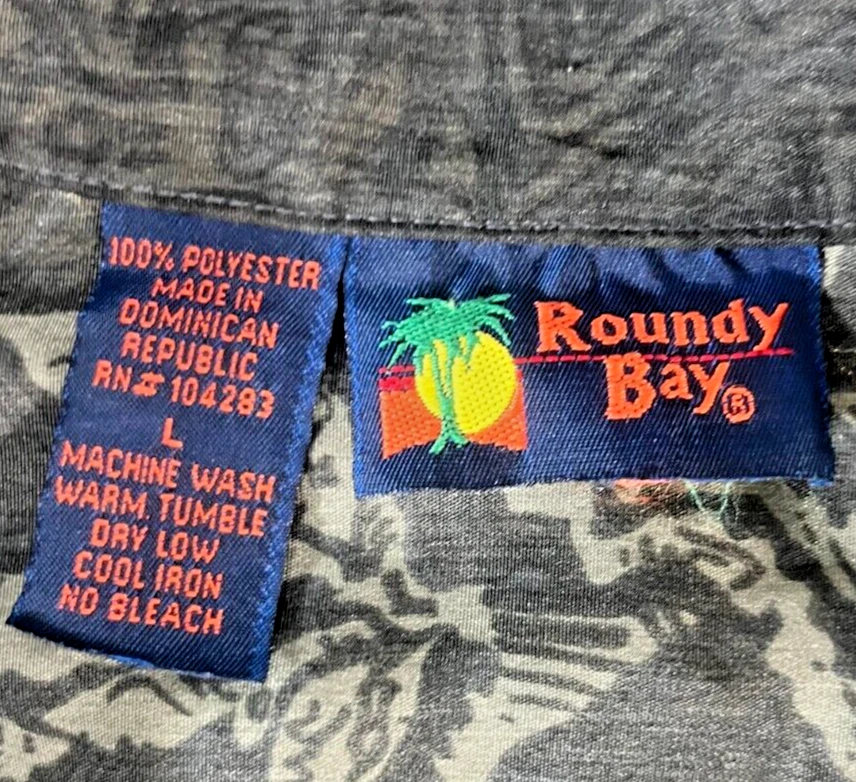 100% POLYESTER
MADE IN
DOMINICAN
REPUBLIC
RN# 104283
L
MACHINE WASH
WARM, TUMBLE
DRY LOW
COOL IRON
NO BLEACH
Roundy
Bay®